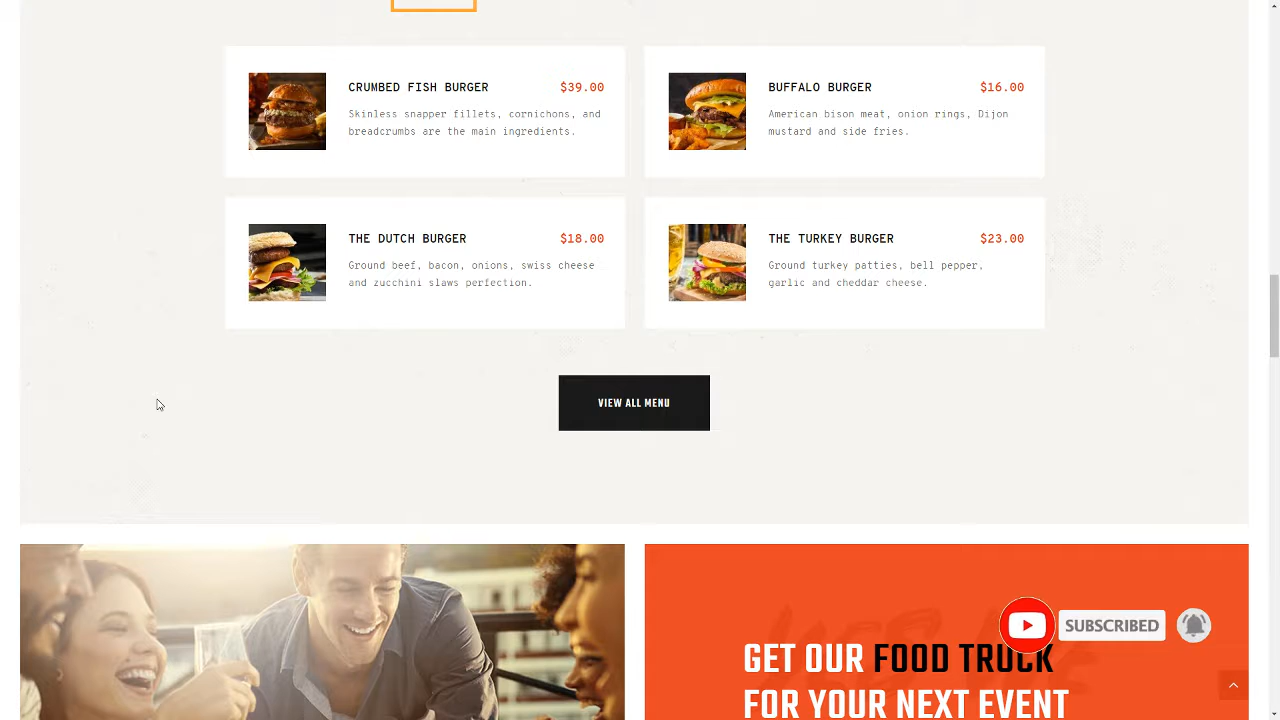 CRUMBED FISH BURGER $39.00
Skinless snapper fillets, cornichons, and
breadcrumbs are the main ingredients.
BUFFALO BURGER $16.00
American bison meat, onion rings, Dijon
mustard and side fries.
THE DUTCH BURGER $18.00
Ground beef, bacon, onions, swiss cheese
and zucchini slaws perfection.
THE TURKEY BURGER $23.00
Ground turkey patties, bell pepper,
garlic and cheddar cheese.
VIEW ALL MENU
SUBSCRIBED
GET OUR FOOD TRUCK
FOR YOUR NEXT EVENT